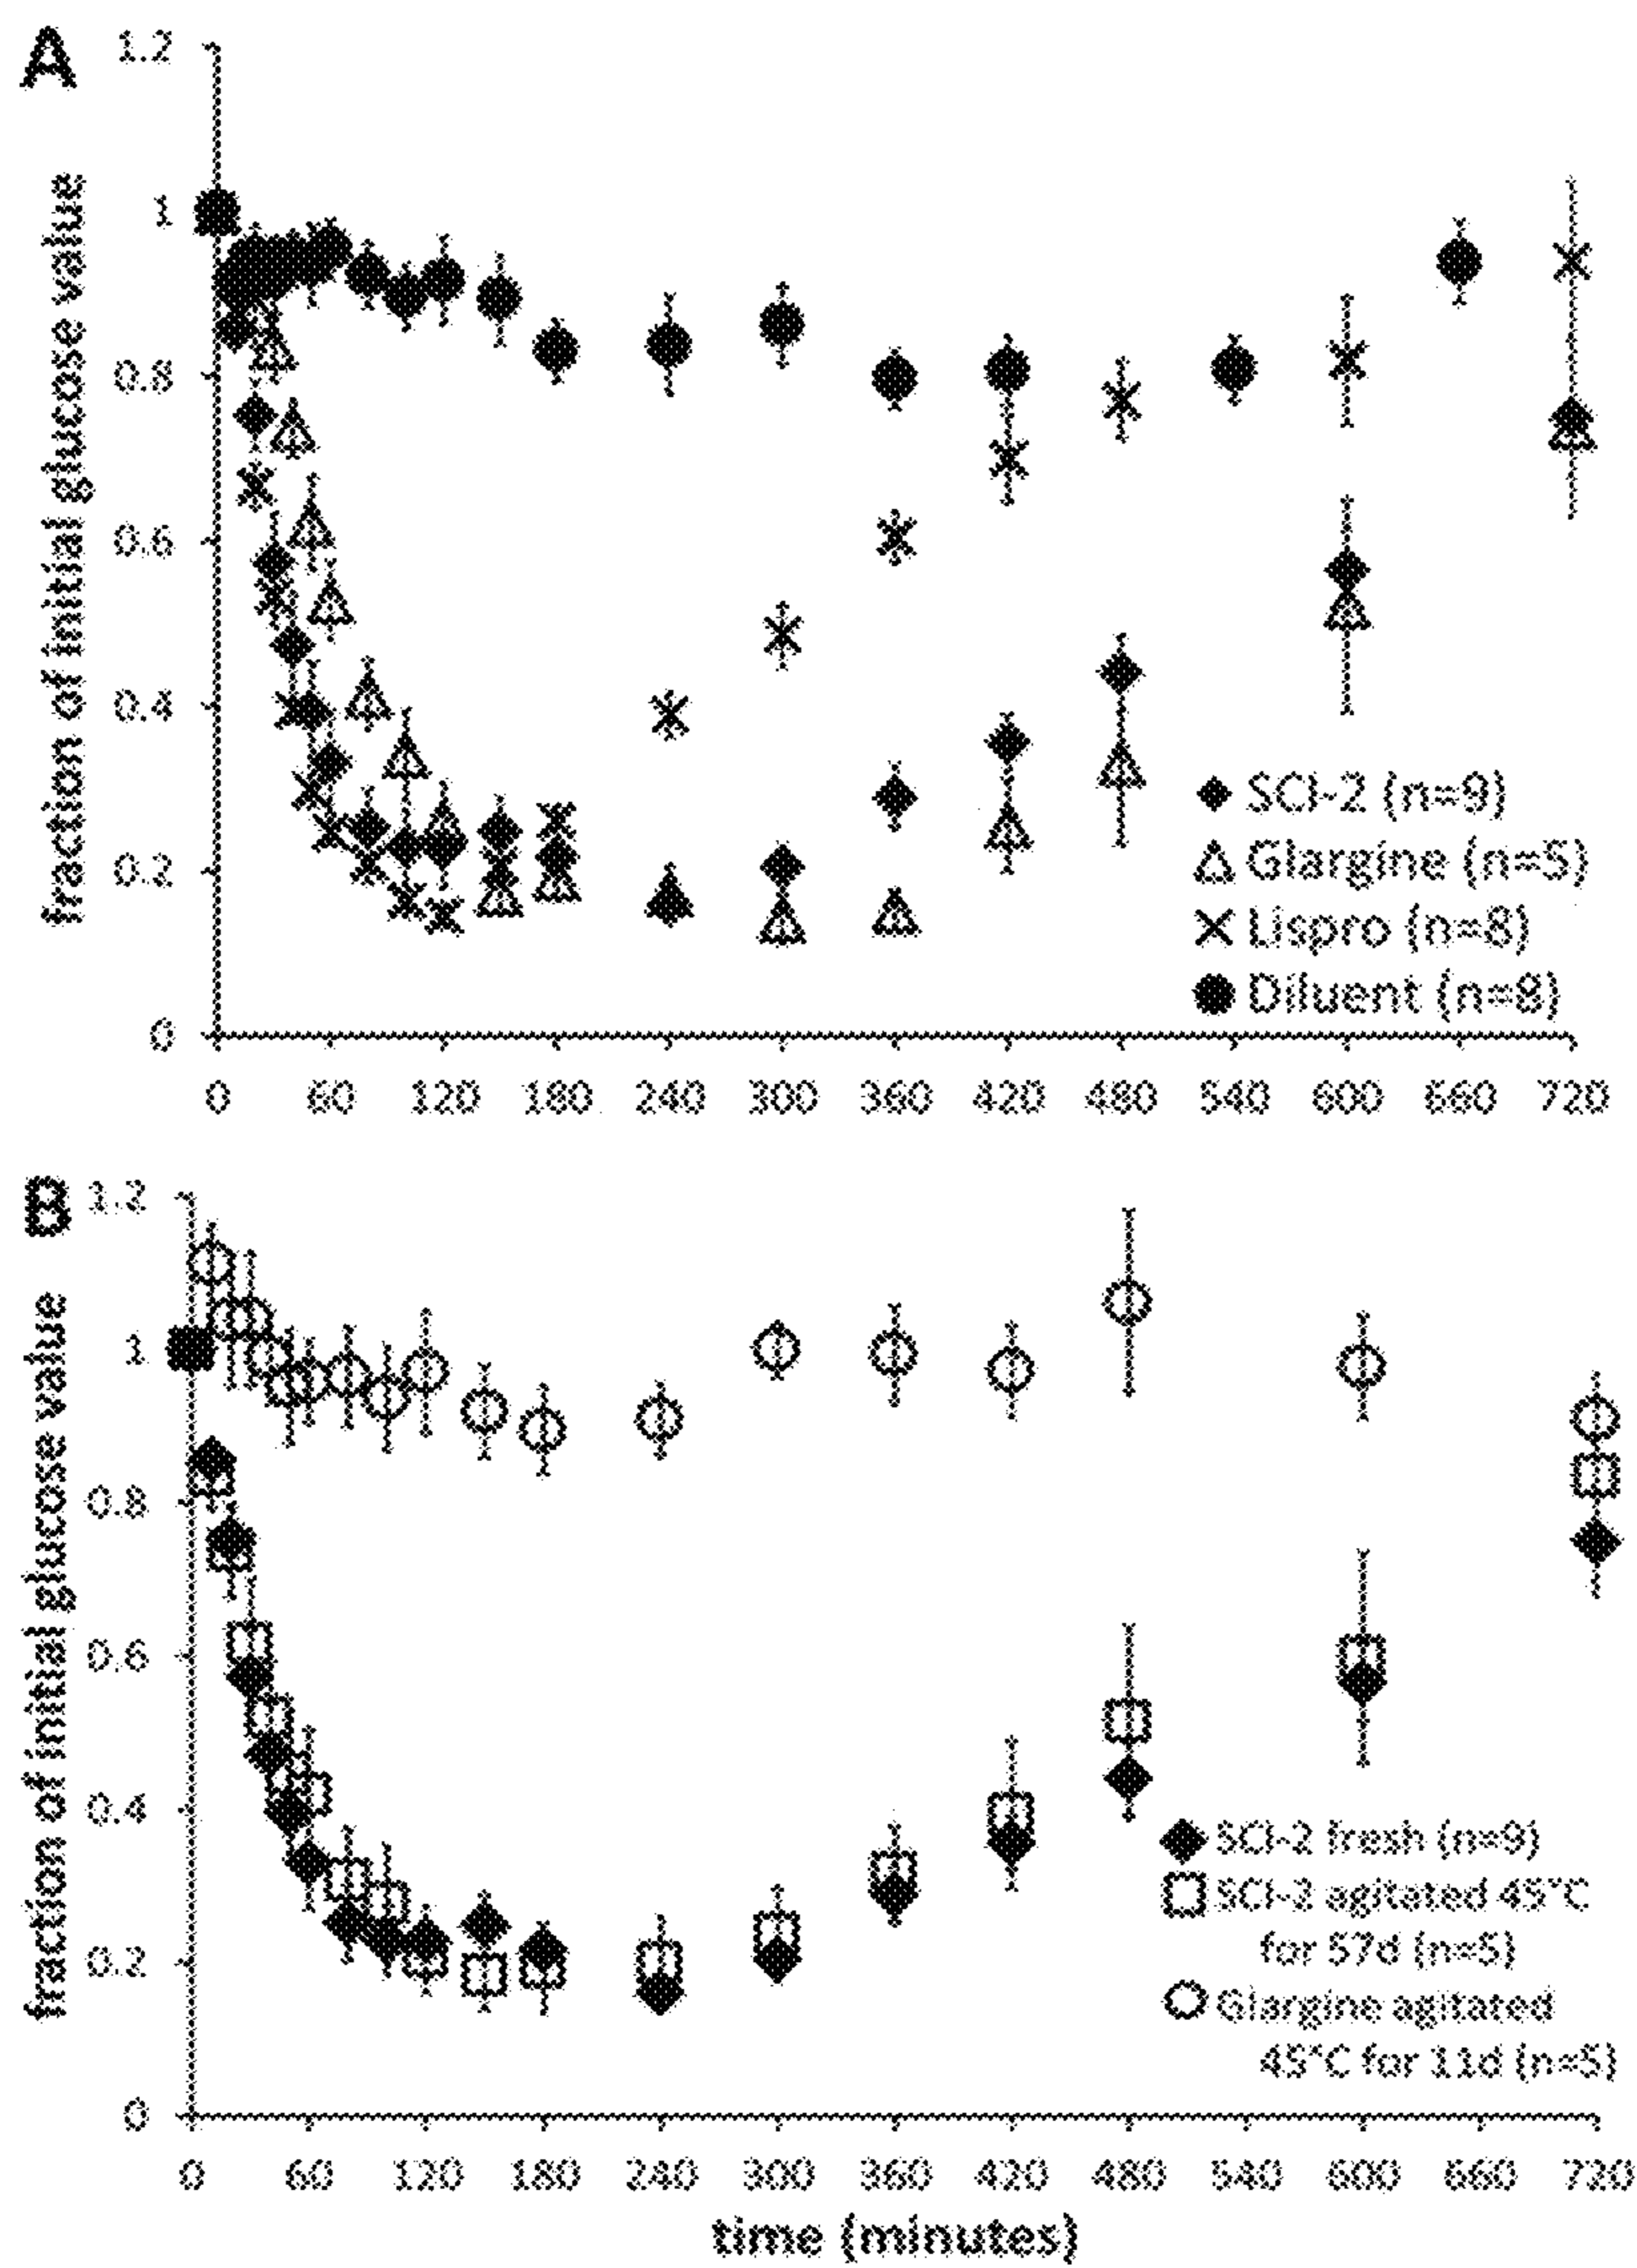 A
1.2
1
0.8
0.6
0.4
0.2
0
fraction of initial glucose value
SCI-2 (n=9)
Glargine (n=5)
Lispro (n=8)
Diluent (n=8)
0 60 120 180 240 300 360 420 480 540 600 660 720
B
1.2
1
0.8
0.6
0.4
0.2
0
fraction of initial glucose value
SCI-2 fresh (n=9)
SCI-2 agitated 45°C
for 57d (n=5)
Glargine agitated
45°C for 11d (n=5)
0 60 120 180 240 300 360 420 480 540 600 660 720
time (minutes)